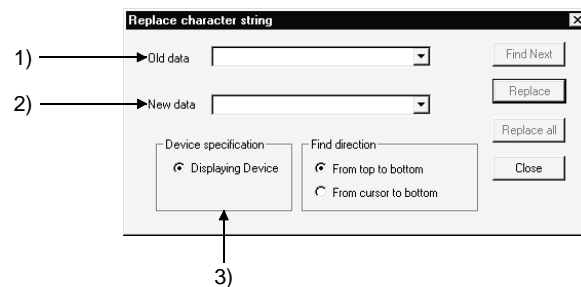 Replace character string
1)
Old data
Find Next
2)
New data
Replace
Replace all
Device specification
Displaying Device
Find direction
From top to bottom
From cursor to bottom
Close
3)